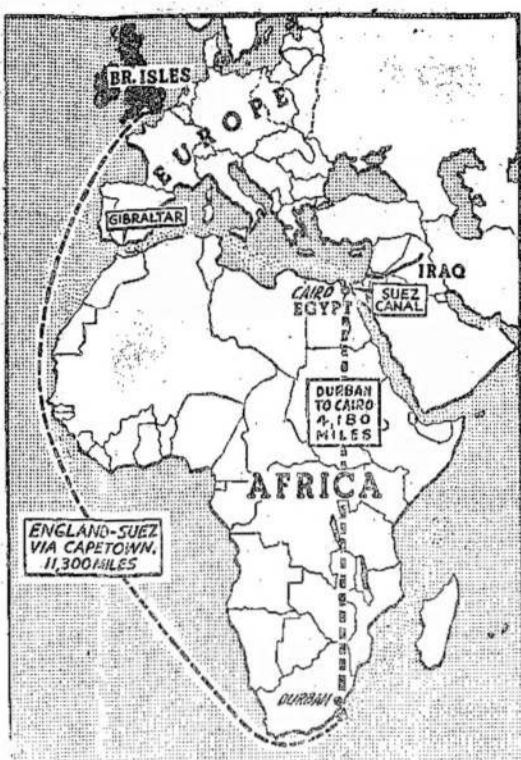 BR. ISLES
EUROPE
GIBRALTAR
IRAQ
CAIRO
EGYPT
SUEZ
CANAL
DURBAN
TO CAIRO
4,180
MILES
AFRICA
ENGLAND-SUEZ
VIA CAPETOWN.
11,300 MILES
DURBAN